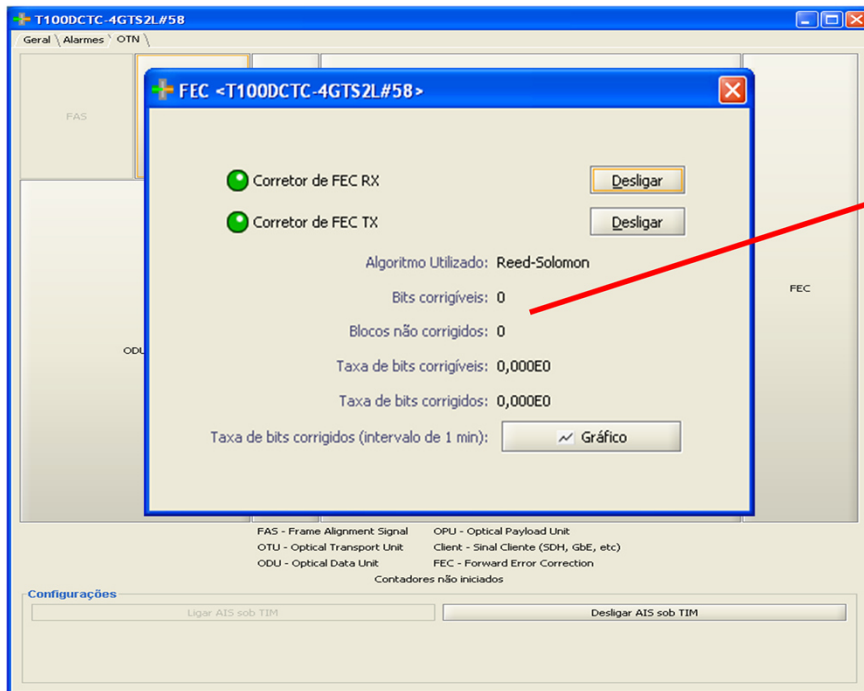 T100DCTC-4GTS2L#58
Geral \ Alarmes \ OTN \
FAS
FEC <T100DCTC-4GTS2L#58>
Corretor de FEC RX
Desligar
Corretor de FEC TX
Desligar
Algoritmo Utilizado: Reed-Solomon
Bits corrigíveis: 0
Blocos não corrigidos: 0
Taxa de bits corrigíveis: 0,000E0
Taxa de bits corrigidos: 0,000E0
Taxa de bits corrigidos (intervalo de 1 min): Gráfico
ODU
FEC
FAS - Frame Alignment Signal OPU - Optical Payload Unit
OTU - Optical Transport Unit Client - Sinal Cliente (SDH, GbE, etc)
ODU - Optical Data Unit FEC - Forward Error Correction
Contadores não iniciados
Configurações
Ligar AIS sob TIM
Desligar AIS sob TIM